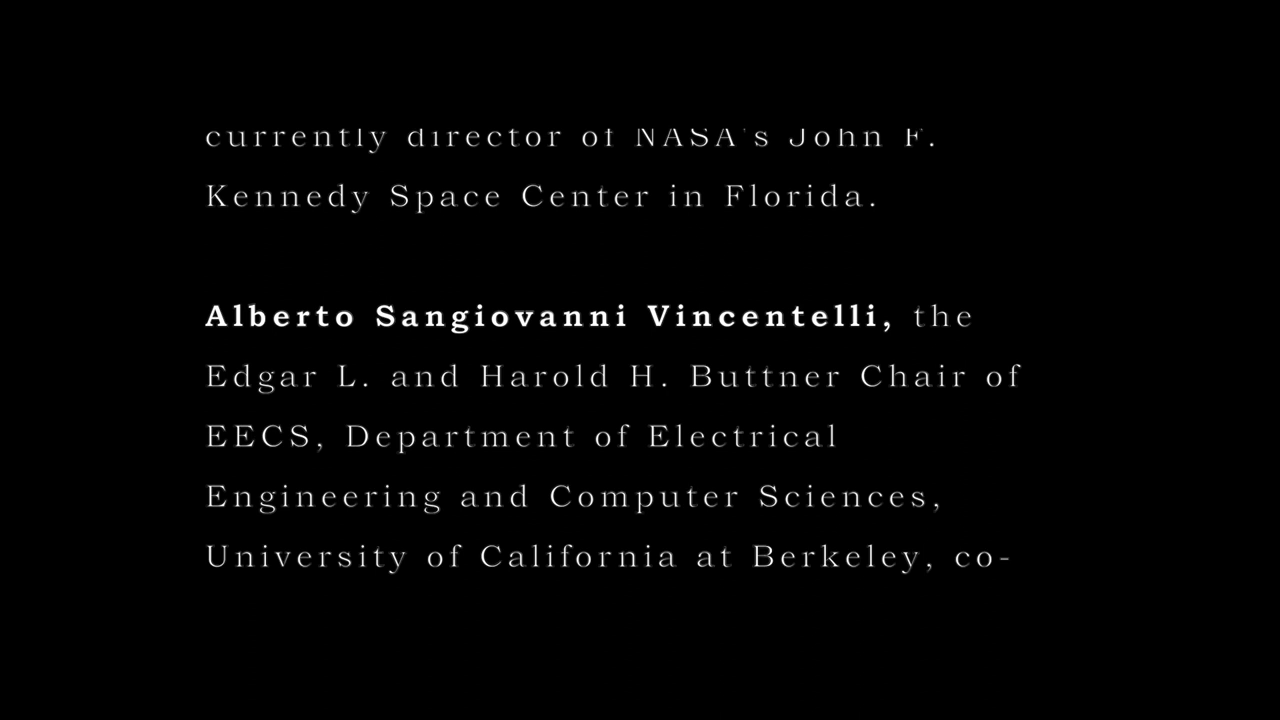 currently director of NASA's John F.
Kennedy Space Center in Florida.
Alberto Sangiovanni Vincentelli, the
Edgar L. and Harold H. Buttner Chair of
EECS, Department of Electrical
Engineering and Computer Sciences,
University of California at Berkeley, co-